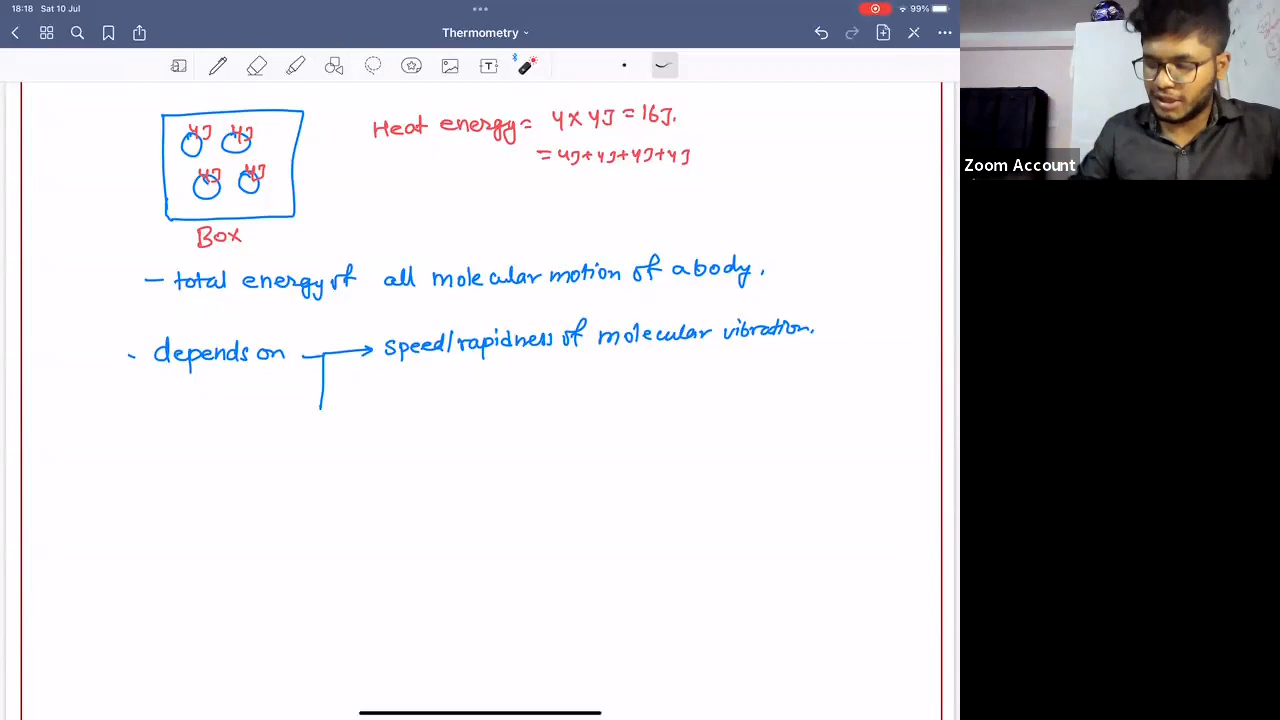 18:18 Sat 10 Jul
99%
Thermometry
4J 4J
4J 4J
Box
Heat energy = 4 x 4J = 16J.
= 4J+4J+4J+4J
Zoom Account
– total energy of all molecular motion of a body.
- depends on → speed/rapidness of molecular vibration.